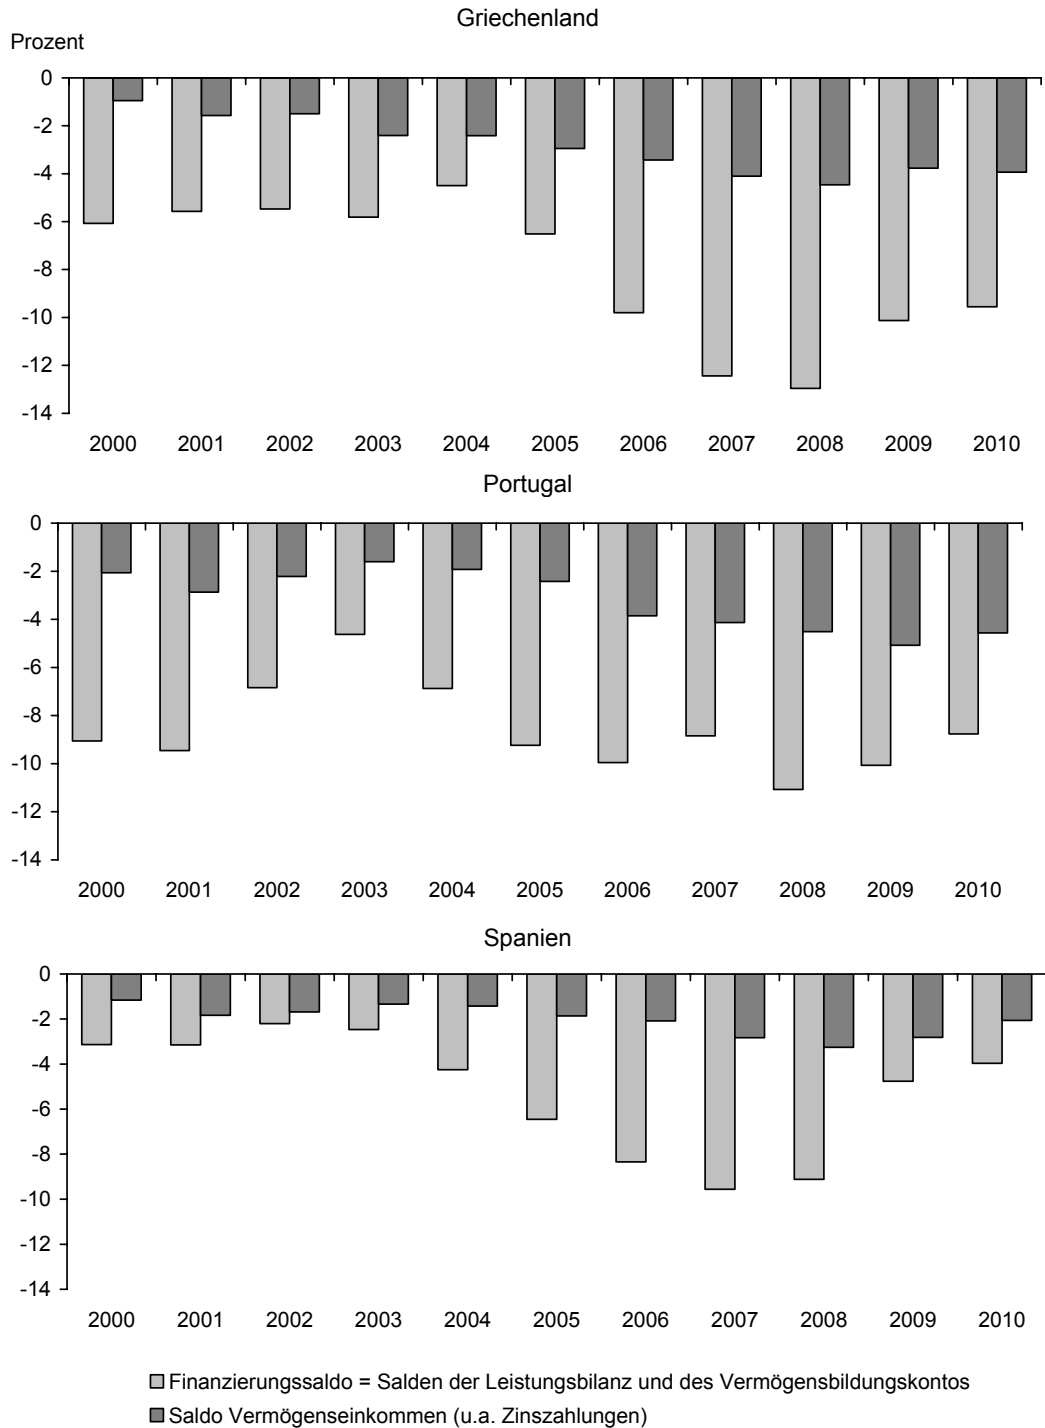 Griechenland
Prozent
0
-2
-4
-6
-8
-10
-12
-14
2000 2001 2002 2003 2004 2005 2006 2007 2008 2009 2010
Portugal
0
-2
-4
-6
-8
-10
-12
-14
2000 2001 2002 2003 2004 2005 2006 2007 2008 2009 2010
Spanien
0
-2
-4
-6
-8
-10
-12
-14
2000 2001 2002 2003 2004 2005 2006 2007 2008 2009 2010
Finanzierungssaldo = Salden der Leistungsbilanz und des Vermögensbildungskontos
Saldo Vermögenseinkommen (u.a. Zinszahlungen)